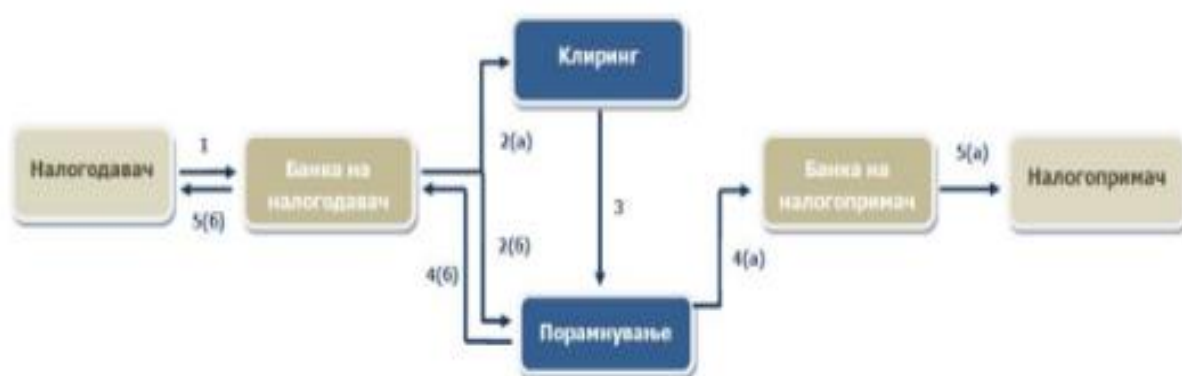 Клиринг
2(а)
Налогодавач
1
5(б)
Банка на
налогодавач
3
Банка на
налогопримач
5(а)
Налогопримач
4(б)
2(б)
4(а)
Порамнување